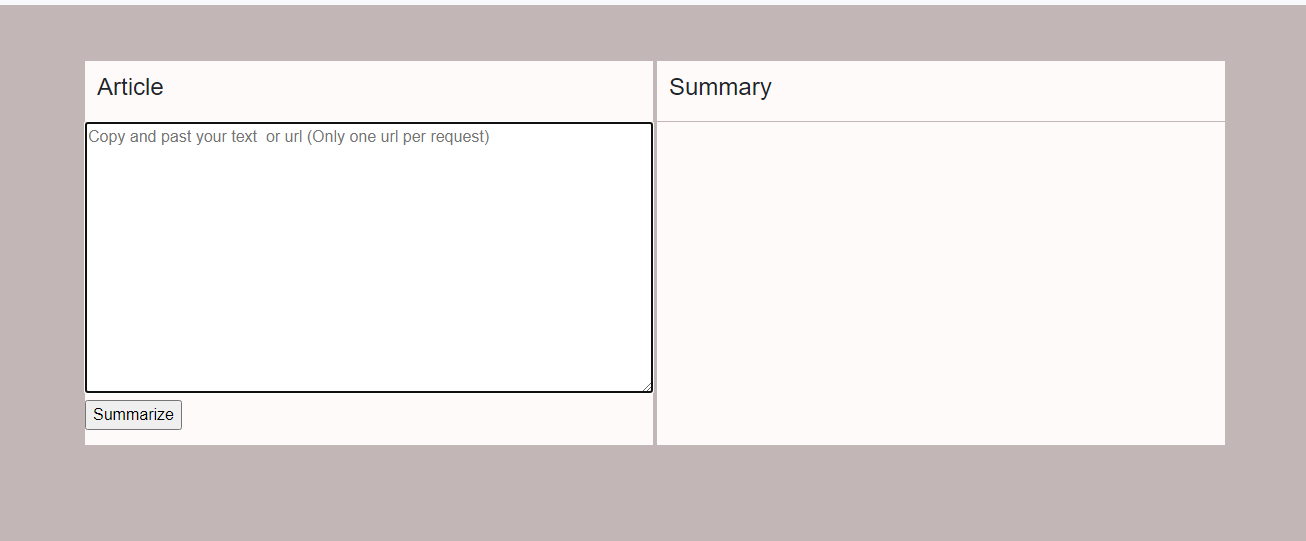 Article
Summary
Copy and past your text  or url (Only one url per request)
Summarize